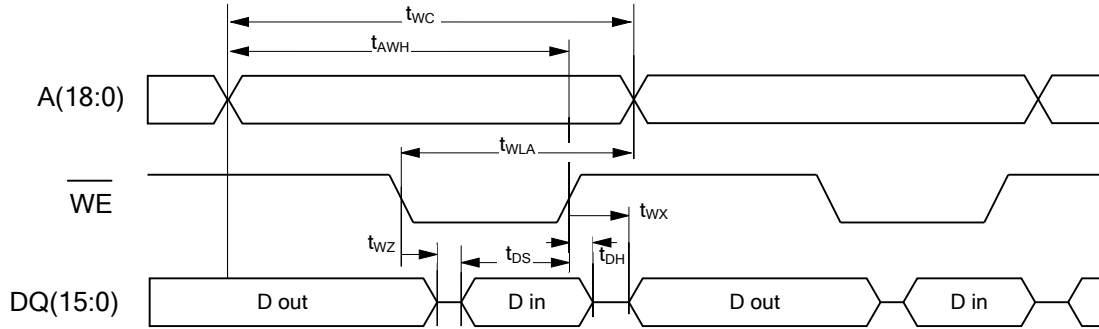 tWC
tAWH
A(18:0)
tWLA
WE
tWX
tWZ
tDS
tDH
DQ(15:0)
D out
D in
D out
D in